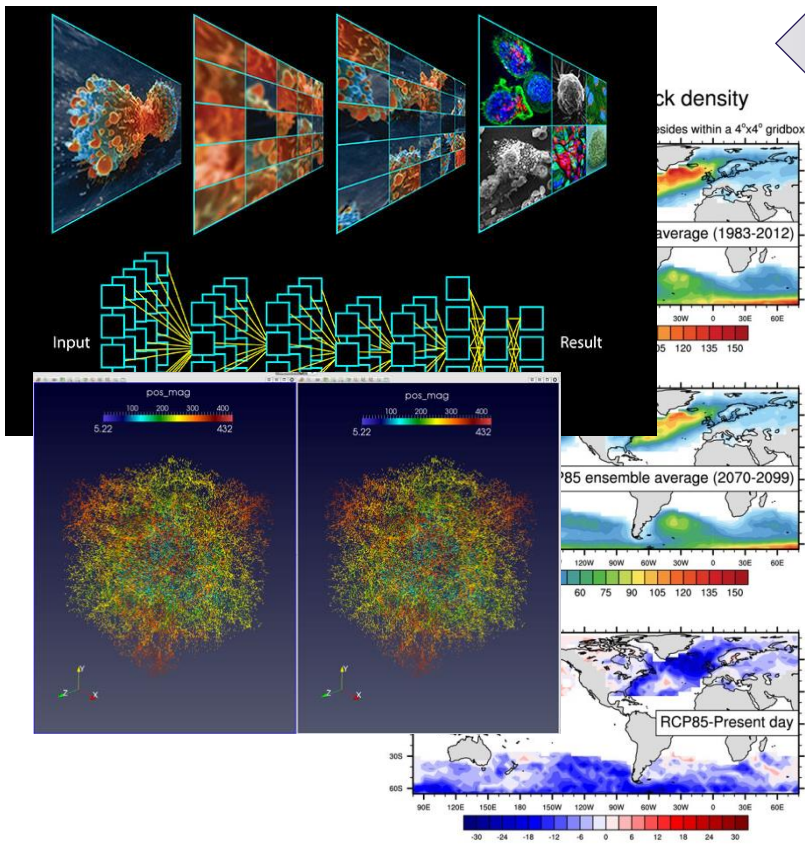 Input
Result
pos_mag
100 200 300 400
5.22 432
pos_mag
100 200 300 400
5.22 432
Z Y X
Z Y X
ck density
esides within a 4°x4° gridbox
average (1983-2012)
30W 0 30E 60E
05 120 135 150
P85 ensemble average (2070-2099)
120W 90W 60W 30W 0 30E 60E
60 75 90 105 120 135 150
RCP85-Present day
30S
60S
90E 120E 150E 180 150W 120W 90W 60W 30W 0 30E 60E
-30 -24 -18 -12 -6 0 6 12 18 24 30